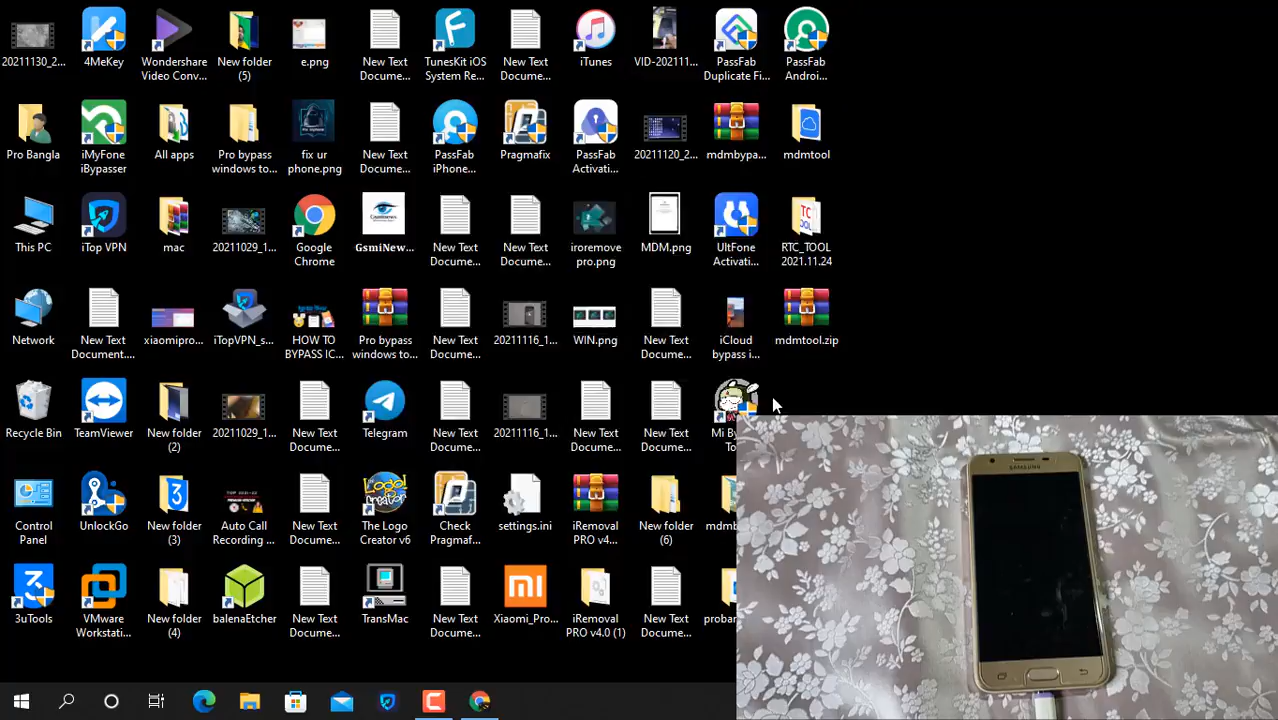 20211130_2...
4MeKey
Wondershare
Video Conv...
New folder
(5)
e.png
New Text
Docume...
TunesKit iOS
System Re...
New Text
Docume...
iTunes
VID-202111...
PassFab
Duplicate Fi...
PassFab
Androi...
Pro Bangla
iMyFone
iBypasser
All apps
Pro bypass
windows to...
fix ur
phone.png
New Text
Docume...
PassFab
iPhone...
Pragmafix
PassFab
Activati...
20211120_2...
mdmbypa...
mdmtool
This PC
iTop VPN
mac
20211029_1...
Google
Chrome
GsmiNew...
New Text
Docume...
New Text
Docume...
iroremove
pro.png
MDM.png
UltFone
Activati...
RTC_TOOL
2021.11.24
Network
New Text
Document....
xiaomipro...
iTopVPN_s...
HOW TO
BYPASS IC...
Pro bypass
windows to...
New Text
Docume...
20211116_1...
WIN.png
New Text
Docume...
iCloud
bypass i...
mdmtool.zip
Recycle Bin
TeamViewer
New folder
(2)
20211029_1...
New Text
Docume...
Telegram
New Text
Docume...
20211116_1...
New Text
Docume...
New Text
Docume...
Control
Panel
UnlockGo
New folder
(3)
Auto Call
Recording ...
New Text
Docume...
The Logo
Creator v6
Check
Pragmaf...
settings.ini
iRemoval
PRO v4...
New folder
(6)
3uTools
VMware
Workstati...
New folder
(4)
balenaEtcher
New Text
Docume...
TransMac
New Text
Docume...
Xiaomi_Pro...
iRemoval
PRO v4.0 (1)
New Text
Docume...
SAMSUNG